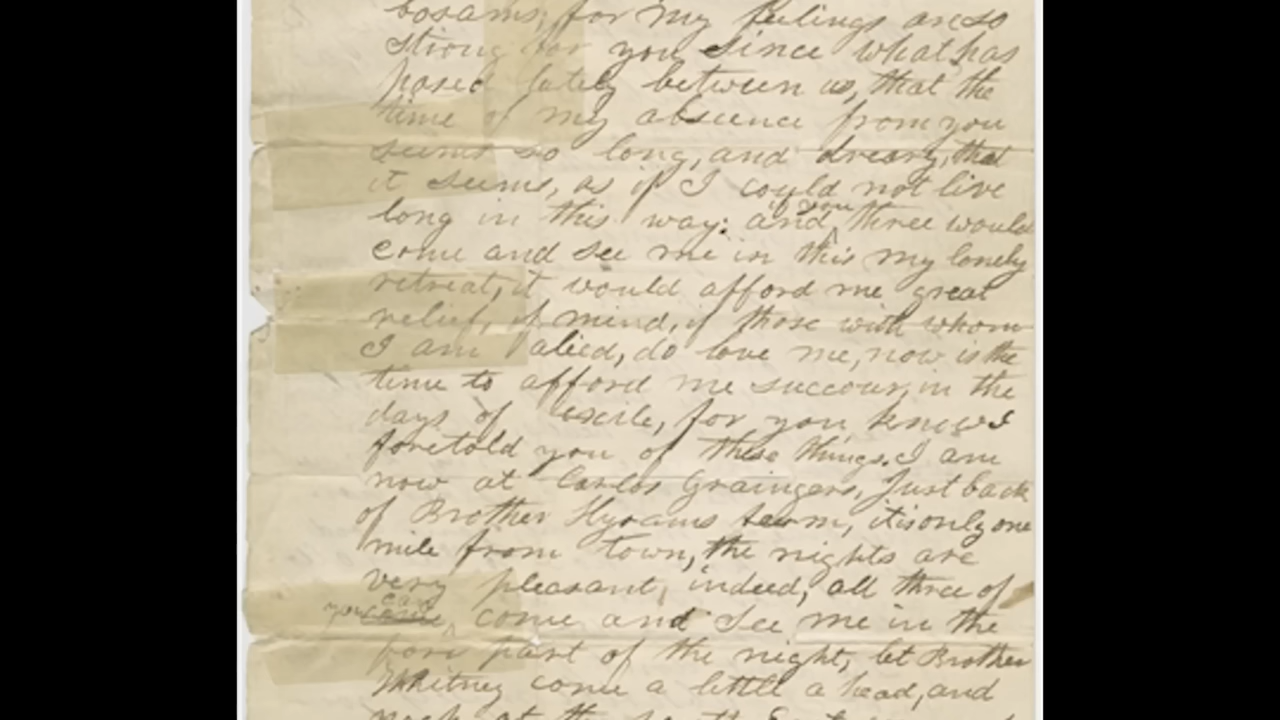 bosams; for my feelings are so
strong for you since what has
pased lately between us, that the
time of my absence from you
seems so long, and dreary, that
it seems, as if I could not live
long in this way: and if you three would
come and see me in this my lonely
retreat, it would afford me great
relief, of mind, if those with whom
I am alied, do love me, now is the
time to afford me succour, in the
days of exile, for you know I
foretold you of these things. I am
now at Carlos Graingers, Just back
of Brother Hyrams farm, it is only one
mile from town, the nights are
very pleasant, indeed, all three of
you can come and See me in the
fore part of the night, let Brother
Whitney come a little a head, and